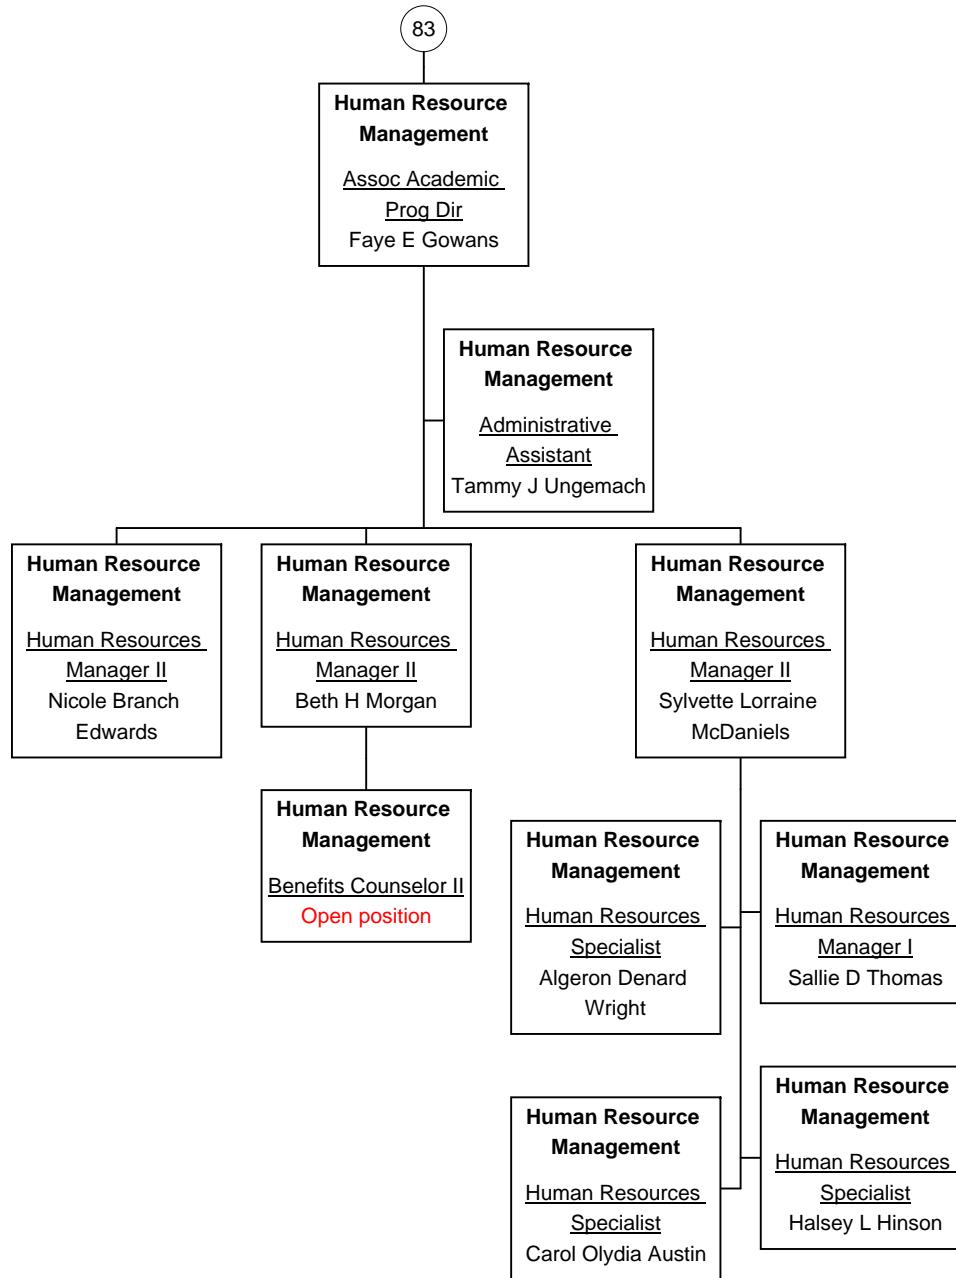 83
Human Resource
Management
Assoc Academic
Prog Dir
Faye E Gowans
Human Resource
Management
Administrative
Assistant
Tammy J Ungemach
Human Resource
Management
Human Resources
Manager II
Nicole Branch
Edwards
Human Resource
Management
Human Resources
Manager II
Beth H Morgan
Human Resource
Management
Human Resources
Manager II
Sylvette Lorraine
McDaniels
Human Resource
Management
Benefits Counselor II
Open position
Human Resource
Management
Human Resources
Specialist
Algeron Denard
Wright
Human Resource
Management
Human Resources
Manager I
Sallie D Thomas
Human Resource
Management
Human Resources
Specialist
Carol Olydia Austin
Human Resource
Management
Human Resources
Specialist
Halsey L Hinson